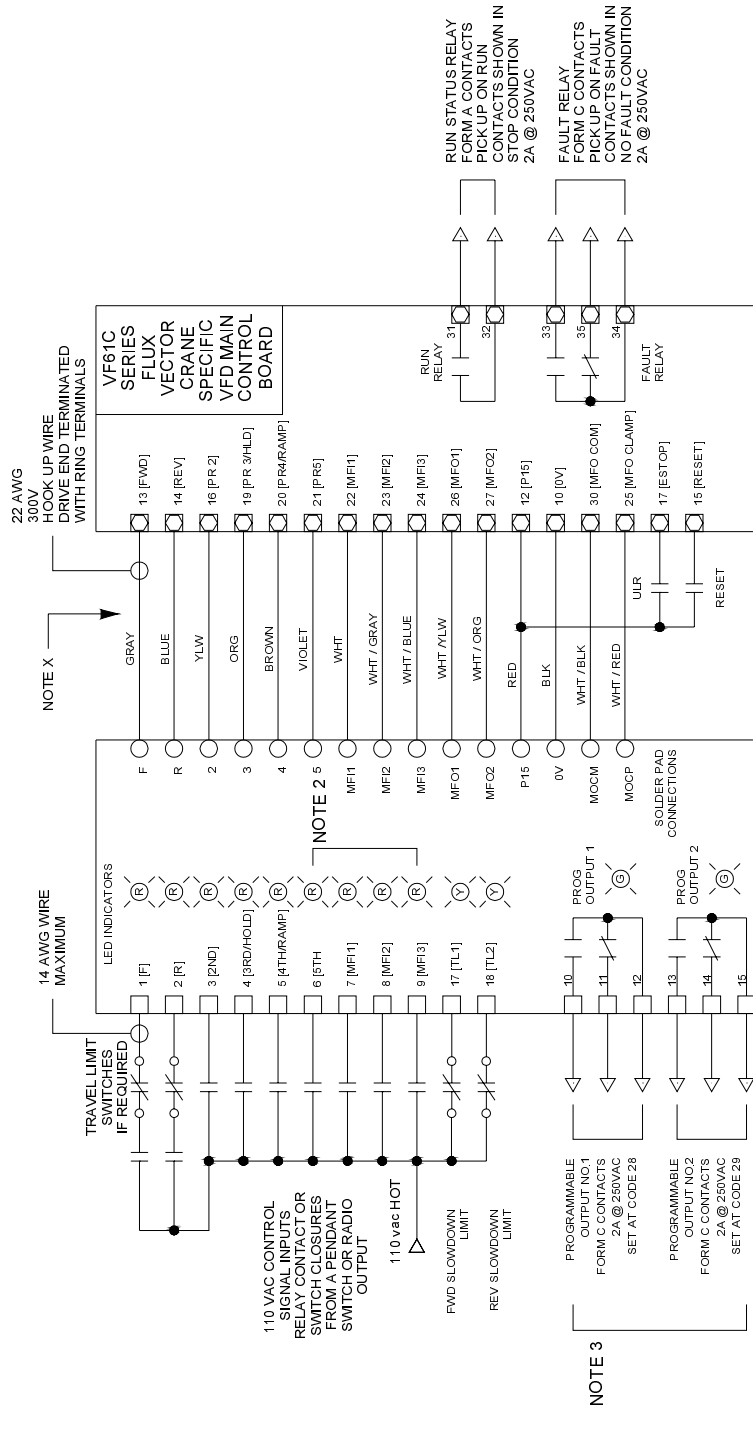 22 AWG
300V
HOOK UP WIRE
DRIVE END TERMINATED
WITH RING TERMINALS
NOTE X
VF61C
SERIES
FLUX
VECTOR
CRANE
SPECIFIC
VFD MAIN
CONTROL
BOARD
RUN STATUS RELAY
FORM A CONTACTS
PICK UP ON RUN
CONTACTS SHOWN IN
STOP CONDITION
2A @ 250VAC
FAULT RELAY
FORM C CONTACTS
PICK UP ON FAULT
CONTACTS SHOWN IN
NO FAULT CONDITION
2A @ 250VAC
31
32
RUN
RELAY
33
35
34
FAULT
RELAY
13 [FWD]
14 [REV]
16 [PR 2]
19 [PR 3/HLD]
20 [PR4/RAMP]
21 [PR5]
22 [MFI1]
23 [MFI2]
24 [MFI3]
26 [MFO1]
27 [MFO2]
12 [P15]
10 [0V]
30 [MFO COM]
25 [MFO CLAMP]
17 [ESTOP]
15 [RESET]
GRAY
BLUE
YLW
ORG
BROWN
VIOLET
WHT
WHT / GRAY
WHT / BLUE
WHT /YLW
WHT / ORG
RED
BLK
WHT / BLK
WHT / RED
ULR
RESET
F
R
2
3
4
5
MFI1
MFI2
MFI3
MFO1
MFO2
P15
0V
MOCM
MOCP
SOLDER PAD
CONNECTIONS
NOTE 2
LED INDICATORS
R
R
R
R
R
R
R
R
R
Y
Y
PROG
OUTPUT 1
G
PROG
OUTPUT 2
G
14 AWG WIRE
MAXIMUM
1 [F]
2 [R]
3 [2ND]
4 [3RD/HOLD]
5 [4TH/RAMP]
6 [5TH
7 [MFI1]
8 [MFI2]
9 [MFI3]
17 [TL1]
18 [TL2]
10
11
12
13
14
15
TRAVEL LIMIT
SWITCHES
IF REQUIRED
110 VAC CONTROL
SIGNAL INPUTS
RELAY CONTACT OR
SWITCH CLOSURES
FROM A PENDANT
SWITCH OR RADIO
OUTPUT
110 vac HOT
FWD SLOWDOWN
LIMIT
REV SLOWDOWN
LIMIT
PROGRAMMABLE
OUTPUT NO.1
FORM C CONTACTS
2A @ 250VAC
SET AT CODE 28
PROGRAMMABLE
OUTPUT NO.2
FORM C CONTACTS
2A @ 250VAC
SET AT CODE 29
NOTE 3